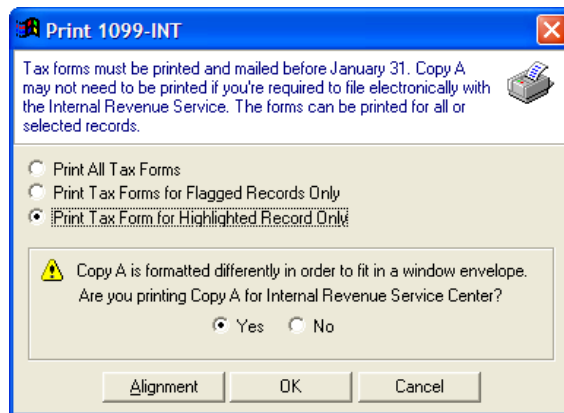 Print 1099-INT
Tax forms must be printed and mailed before January 31. Copy A
may not need to be printed if you're required to file electronically with
the Internal Revenue Service. The forms can be printed for all or
selected records.
Print All Tax Forms
Print Tax Forms for Flagged Records Only
Print Tax Form for Highlighted Record Only
Copy A is formatted differently in order to fit in a window envelope.
Are you printing Copy A for Internal Revenue Service Center?
Yes No
Alignment OK Cancel